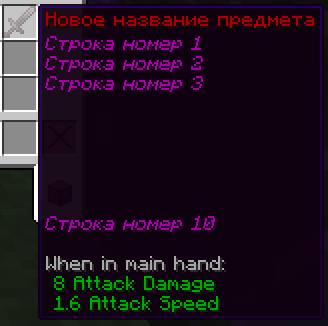 Новое название предмета
Строка номер 1
Строка номер 2
Строка номер 3
Строка номер 10
When in main hand:
8 Attack Damage
1.6 Attack Speed